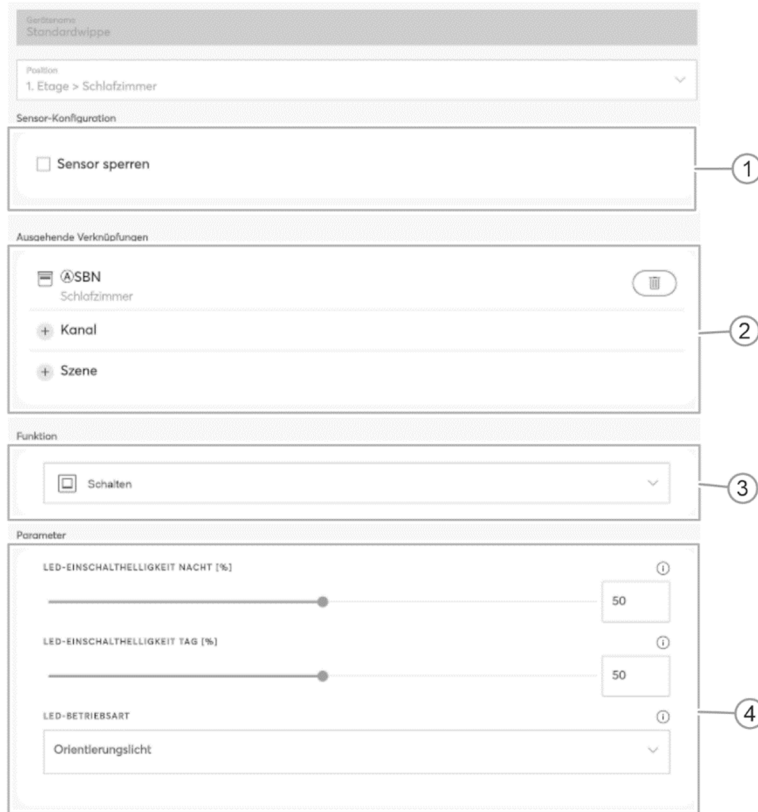 Gerätename
Standardwippe
Position
1. Etage > Schlafzimmer
Sensor-Konfiguration
Sensor sperren
1
Ausgehende Verknüpfungen
ⒶSBN
Schlafzimmer
Kanal
2
Szene
Funktion
Schalten
3
Parameter
LED-EINSCHALTHELLIGKEIT NACHT [%]
50
LED-EINSCHALTHELLIGKEIT TAG [%]
50
LED-BETRIEBSART
4
Orientierungslicht